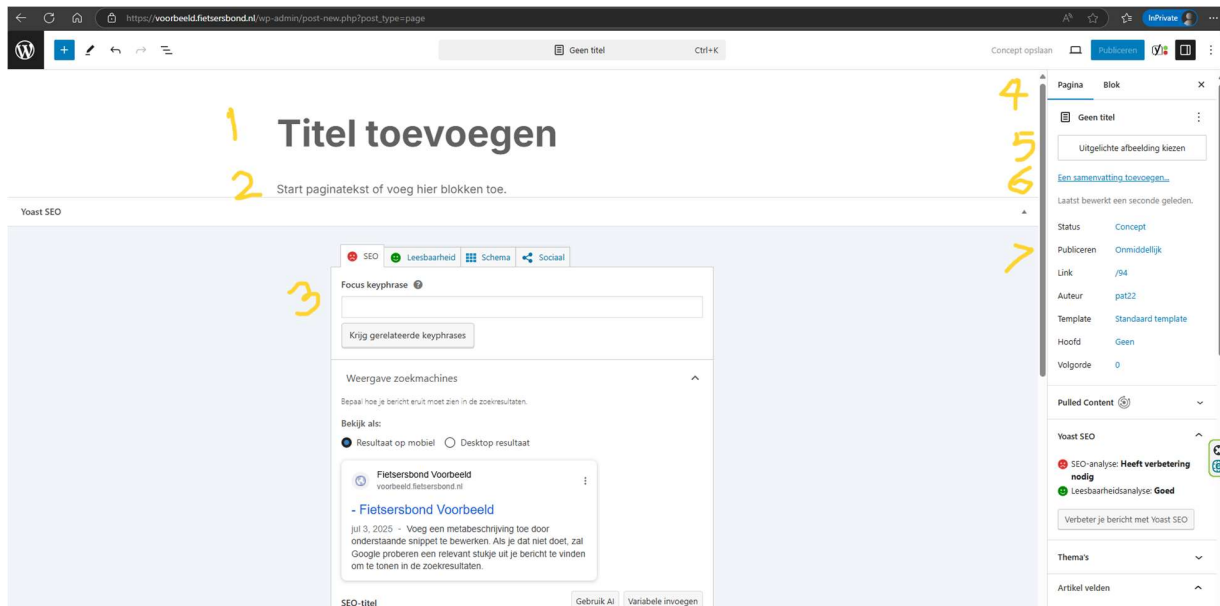 https://voorbeeld.fietsersbond.nl/wp-admin/post-new.php?post_type=page
InPrivate
Geen titel Ctrl+K
Concept opslaan Publiceren
1 Titel toevoegen
2 Start paginatekst of voeg hier blokken toe.
Yoast SEO
SEO Leesbaarheid Schema Sociaal
3 Focus keyphrase
Krijg gerelateerde keyphrases
Weergave zoekmachines
Bepaal hoe je bericht eruit moet zien in de zoekresultaten.
Bekijk als:
Resultaat op mobiel Desktop resultaat
Fietsersbond Voorbeeld
voorbeeld.fietsersbond.nl
- Fietsersbond Voorbeeld
jul 3, 2025 - Voeg een metabeschrijving toe door
onderstaande snippet te bewerken. Als je dat niet doet, zal
Google proberen een relevant stukje uit je bericht te vinden
om te tonen in de zoekresultaten.
SEO-titel Gebruik AI Variabele invoegen
4 Pagina Blok
Geen titel
5 Uitgelichte afbeelding kiezen
6 Een samenvatting toevoegen...
Laatst bewerkt een seconde geleden.
Status Concept
7 Publiceren Onmiddellijk
Link /94
Auteur pat22
Template Standaard template
Hoofd Geen
Volgorde 0
Pulled Content
Yoast SEO
SEO-analyse: Heeft verbetering
nodig
Leesbaarheidsanalyse: Goed
Verbeter je bericht met Yoast SEO
Thema's
Artikel velden